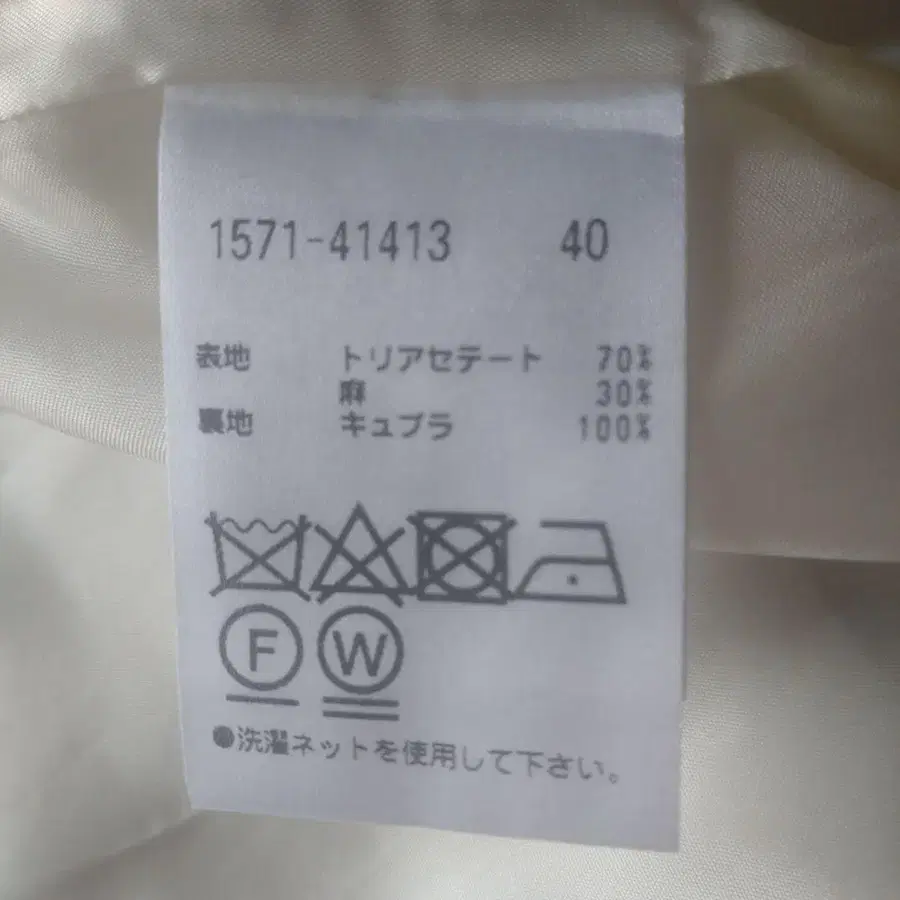 1571-41413 40
表地 トリアセテート 70%
麻 30%
裏地 キュプラ 100%
F W
●洗濯ネットを使用して下さい。